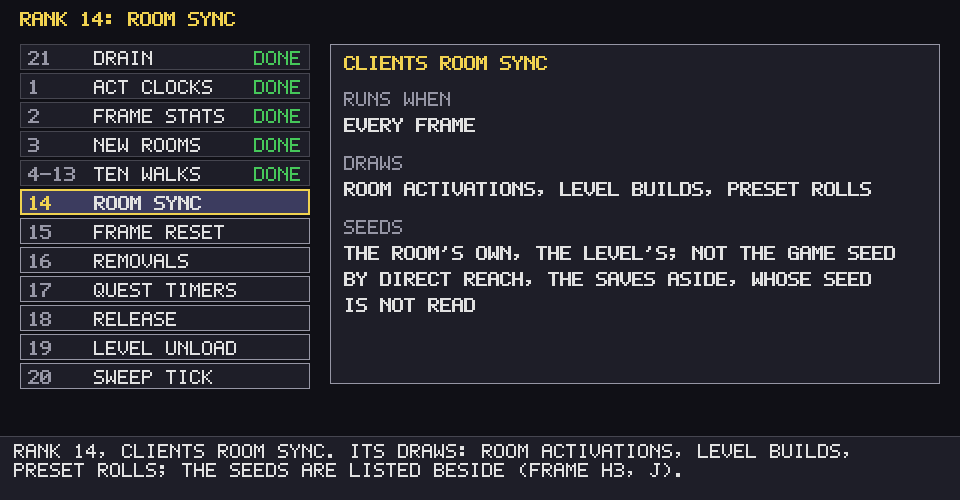 RANK 14: ROOM SYNC
21 DRAIN DONE
1 ACT CLOCKS DONE
2 FRAME STATS DONE
3 NEW ROOMS DONE
4-13 TEN WALKS DONE
14 ROOM SYNC
15 FRAME RESET
16 REMOVALS
17 QUEST TIMERS
18 RELEASE
19 LEVEL UNLOAD
20 SWEEP TICK
CLIENTS ROOM SYNC
RUNS WHEN
EVERY FRAME
DRAWS
ROOM ACTIVATIONS, LEVEL BUILDS, PRESET ROLLS
SEEDS
THE ROOM'S OWN, THE LEVEL'S; NOT THE GAME SEED
BY DIRECT REACH, THE SAVES ASIDE, WHOSE SEED
IS NOT READ
RANK 14, CLIENTS ROOM SYNC. ITS DRAWS: ROOM ACTIVATIONS, LEVEL BUILDS,
PRESET ROLLS; THE SEEDS ARE LISTED BESIDE (FRAME H3, J).